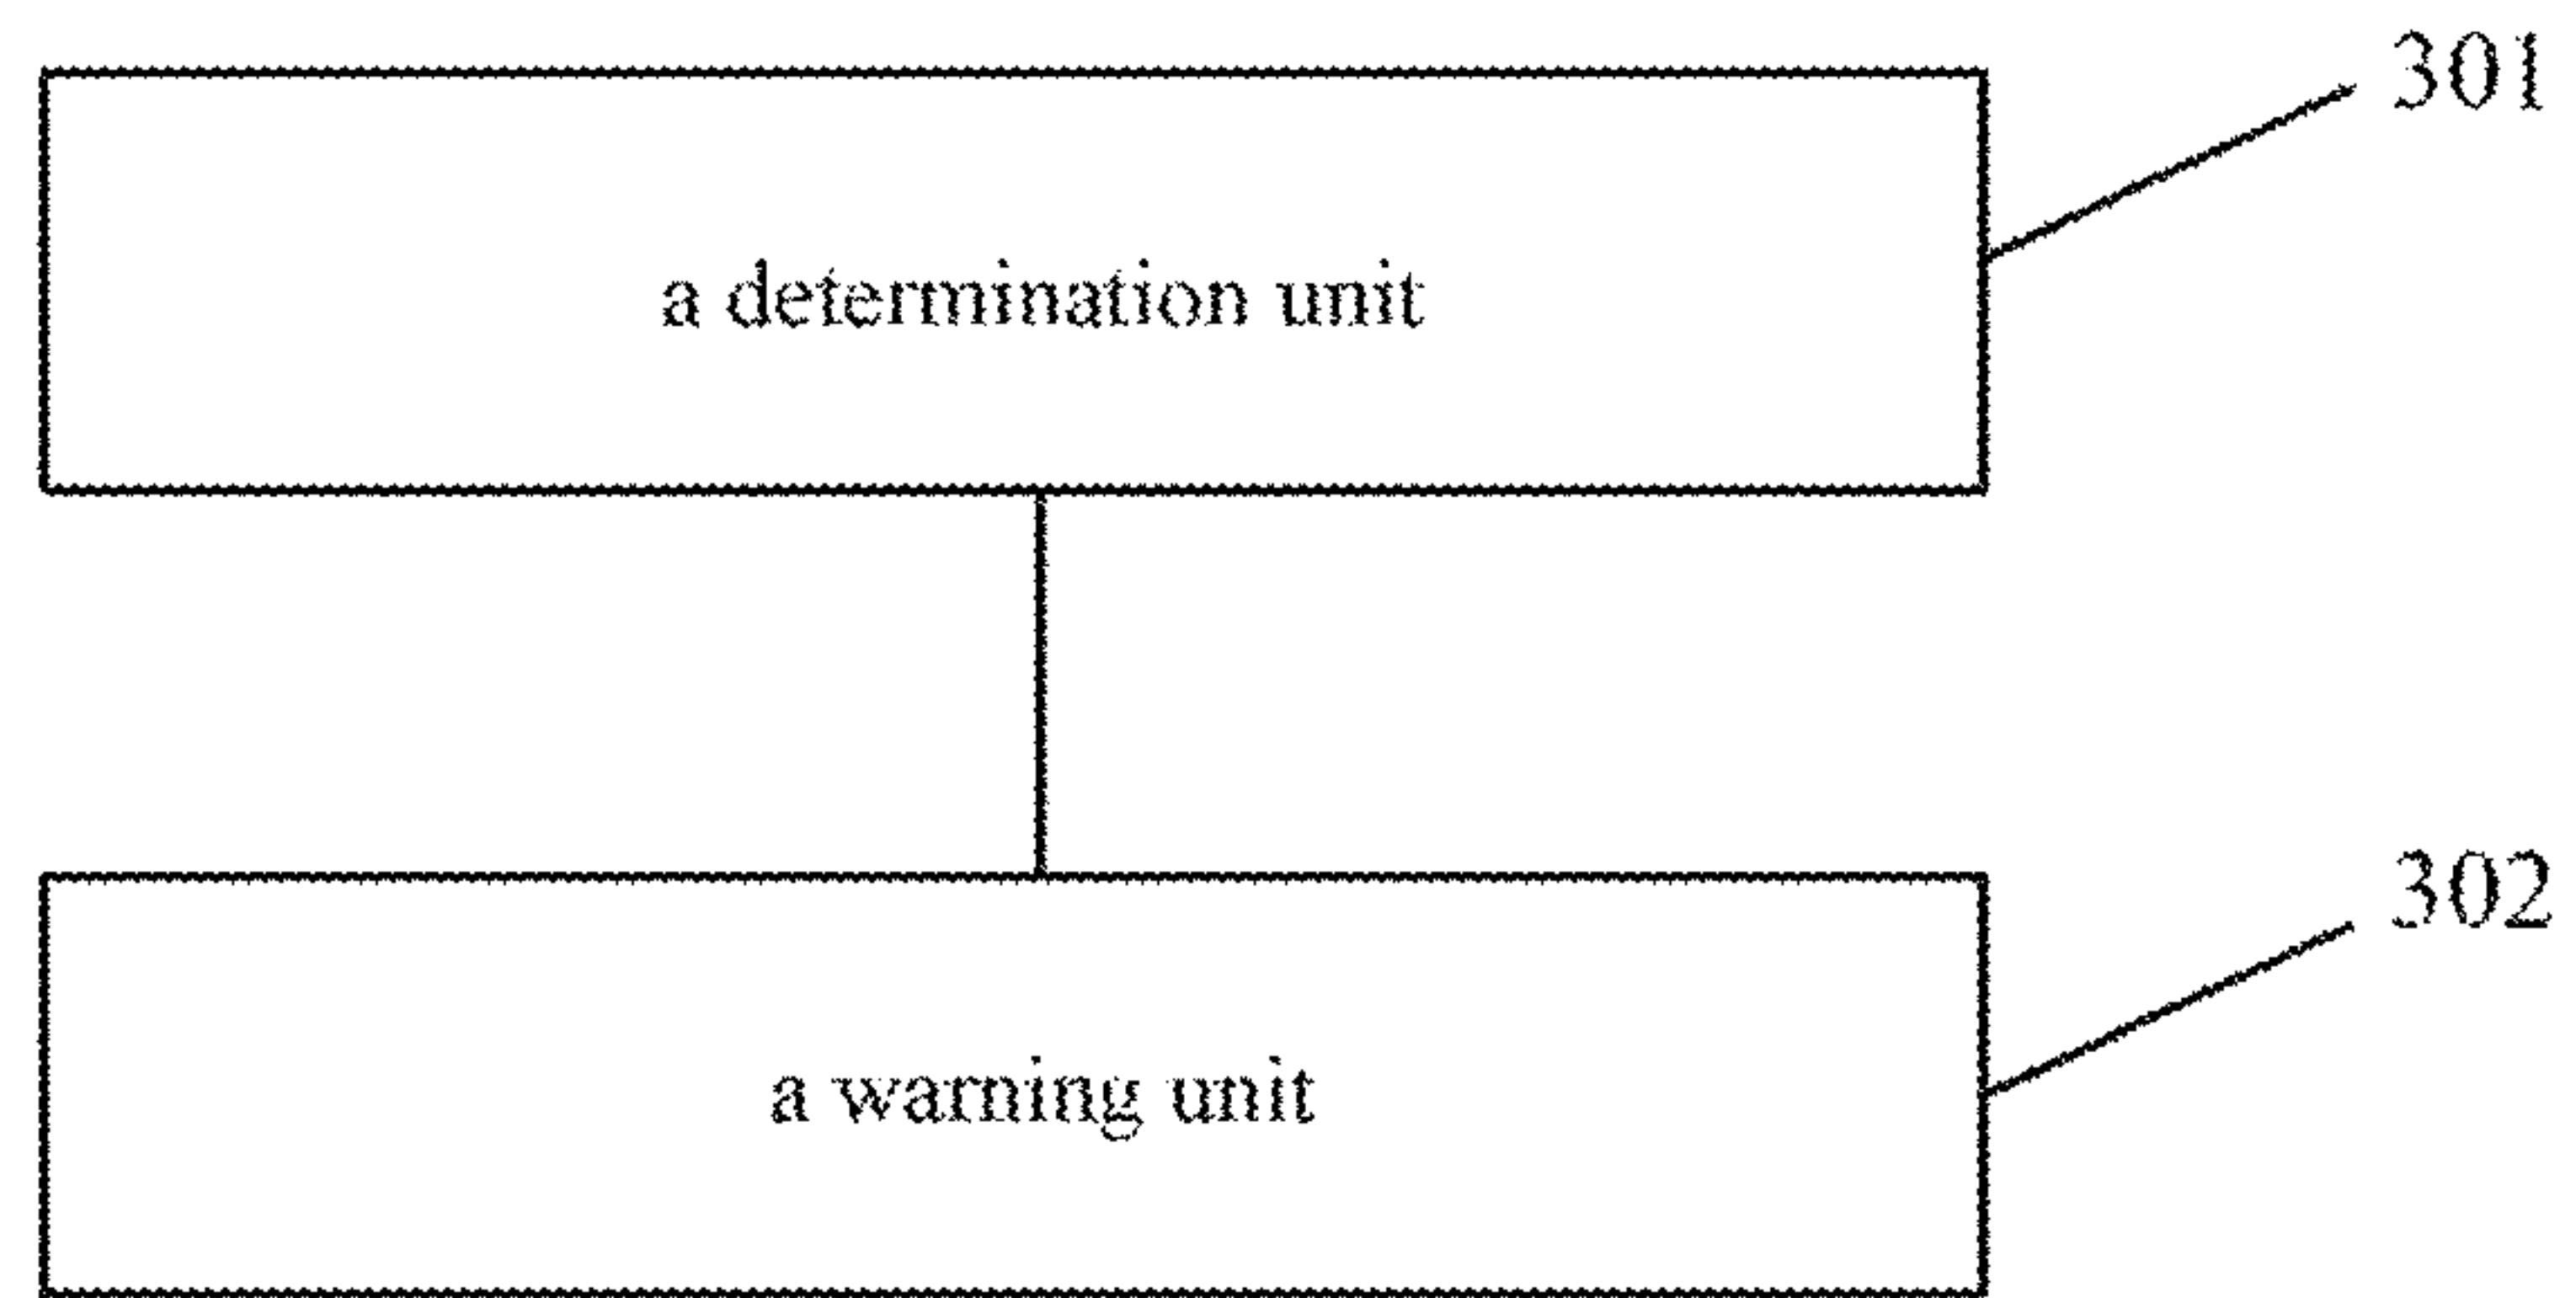 301
a determination unit
302
a warning unit